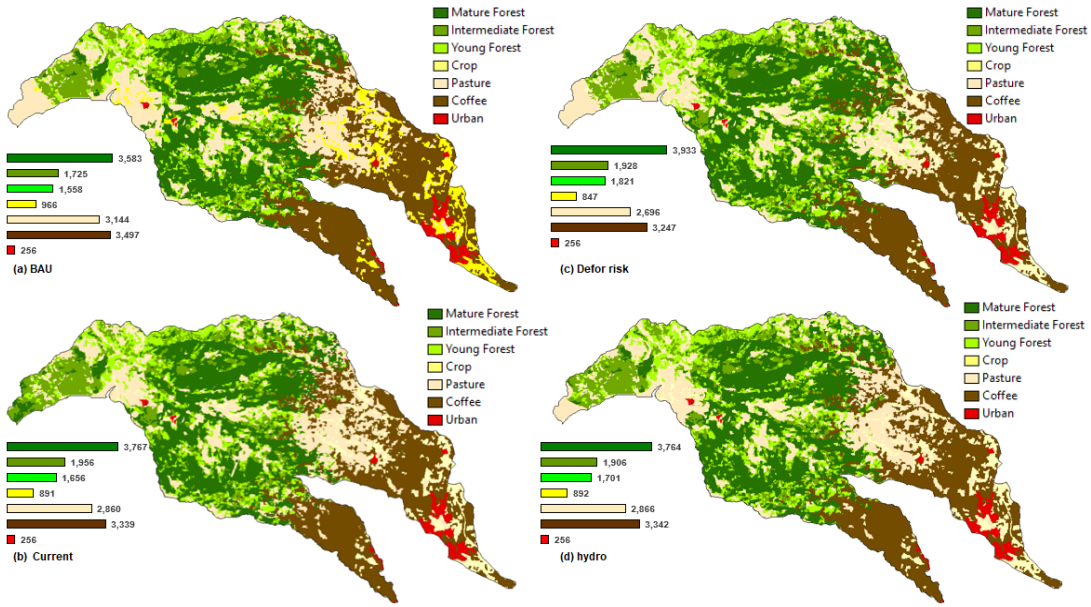 Mature Forest
Intermediate Forest
Young Forest
Crop
Pasture
Coffee
Urban
3,583
1,725
1,558
966
3,144
3,497
256
(a) BAU
Mature Forest
Intermediate Forest
Young Forest
Crop
Pasture
Coffee
Urban
3,933
1,928
1,821
847
2,696
3,247
256
(c) Defor risk
Mature Forest
Intermediate Forest
Young Forest
Crop
Pasture
Coffee
Urban
3,767
1,956
1,656
891
2,860
3,339
256
(b) Current
Mature Forest
Intermediate Forest
Young Forest
Crop
Pasture
Coffee
Urban
3,764
1,906
1,701
892
2,866
3,342
256
(d) hydro